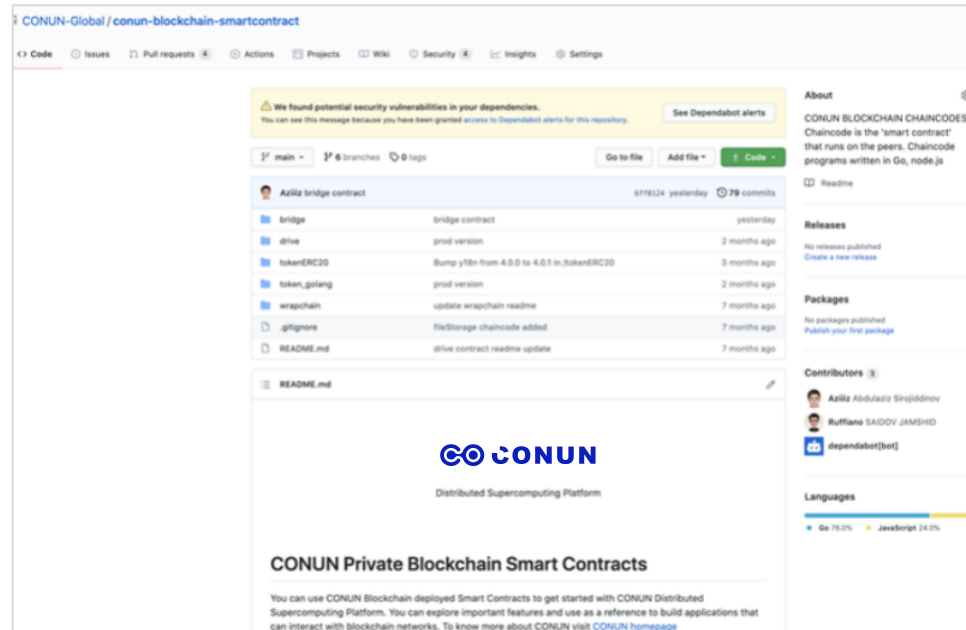 CONUN-Global / conun-blockchain-smartcontract
<> Code Issues Pull requests 4 Actions Projects Wiki Security 4 Insights Settings
We found potential security vulnerabilities in your dependencies.
You can see this message because you have been granted access to Dependabot alerts for this repository.
See Dependabot alerts
main 6 branches 0 tags Go to file Add file Code
Aziiiz bridge contract 6ff8124 yesterday 79 commits
bridge bridge contract yesterday
drive prod version 2 months ago
tokenERC20 Bump y18n from 4.0.0 to 4.0.1 in /tokenERC20 3 months ago
token_golang prod version 2 months ago
wrapchain update wrapchain readme 7 months ago
.gitignore fileStorage chaincode added 7 months ago
README.md drive contract readme update 7 months ago
README.md
CONUN
Distributed Supercomputing Platform
CONUN Private Blockchain Smart Contracts
You can use CONUN Blockchain deployed Smart Contracts to get started with CONUN Distributed
Supercomputing Platform. You can explore important features and use as a reference to build applications that
can interact with blockchain networks. To know more about CONUN visit CONUN homepage
About
CONUN BLOCKCHAIN CHAINCODES
Chaincode is the 'smart contract'
that runs on the peers. Chaincode
programs written in Go, node.js
Readme
Releases
No releases published
Create a new release
Packages
No packages published
Publish your first package
Contributors 3
Aziiiz Abdulaziz Sirojiddinov
Ruffiano SAIDOV JAMSHID
dependabot[bot]
Languages
Go 76.0% JavaScript 24.0%